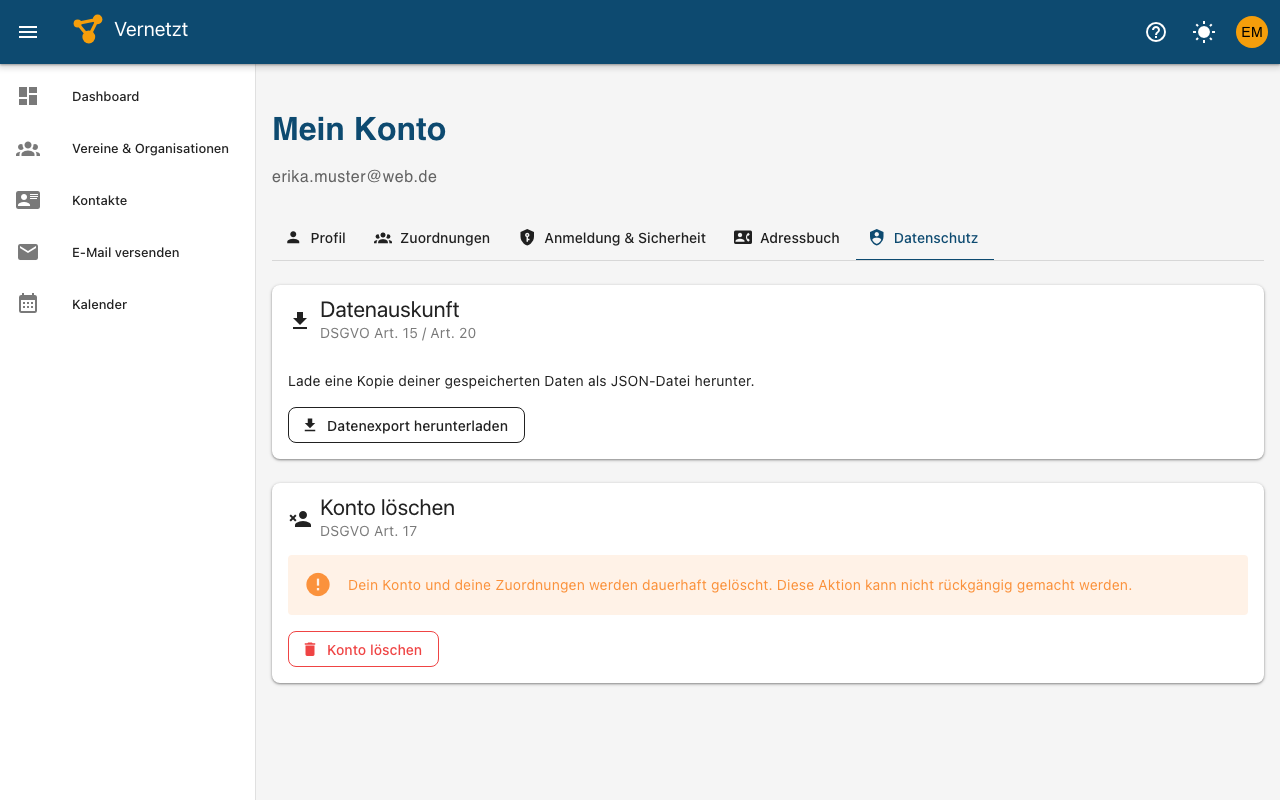 Vernetzt
EM
Dashboard
Vereine & Organisationen
Kontakte
E-Mail versenden
Kalender
Mein Konto
erika.muster@web.de
Profil
Zuordnungen
Anmeldung & Sicherheit
Adressbuch
Datenschutz
Datenauskunft
DSGVO Art. 15 / Art. 20
Lade eine Kopie deiner gespeicherten Daten als JSON-Datei herunter.
Datenexport herunterladen
Konto löschen
DSGVO Art. 17
Dein Konto und deine Zuordnungen werden dauerhaft gelöscht. Diese Aktion kann nicht rückgängig gemacht werden.
Konto löschen